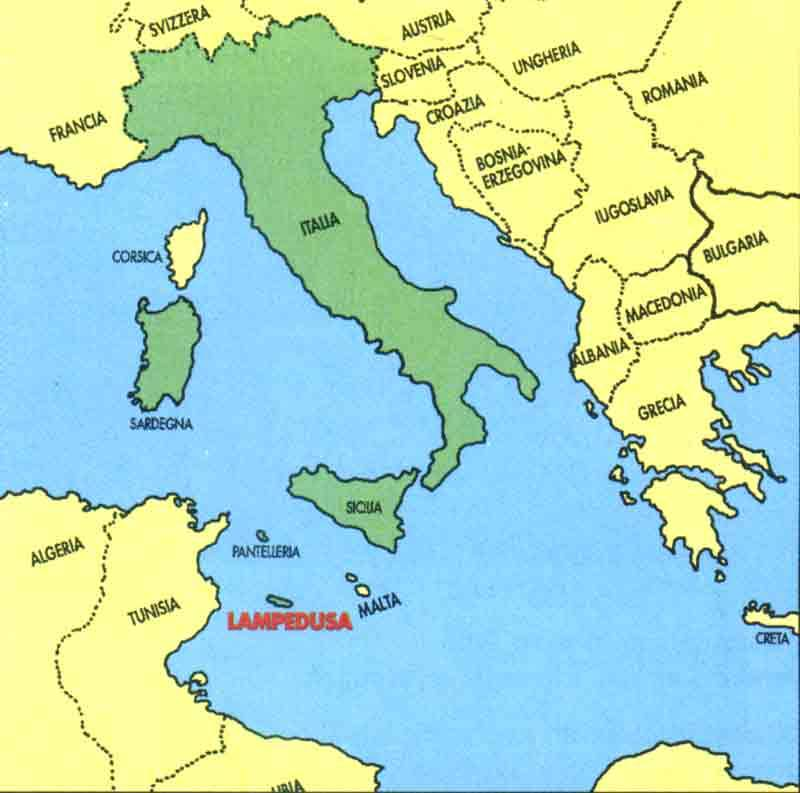 SVIZZERA
AUSTRIA
SLOVENIA
UNGHERIA
ROMANIA
CROAZIA
FRANCIA
BOSNIA-
ERZEGOVINA
IUGOSLAVIA
ITALIA
BULGARIA
CORSICA
MACEDONIA
ALBANIA
GRECIA
SARDEGNA
SICILIA
ALGERIA
PANTELLERIA
TUNISIA
MALTA
LAMPEDUSA
CRETA